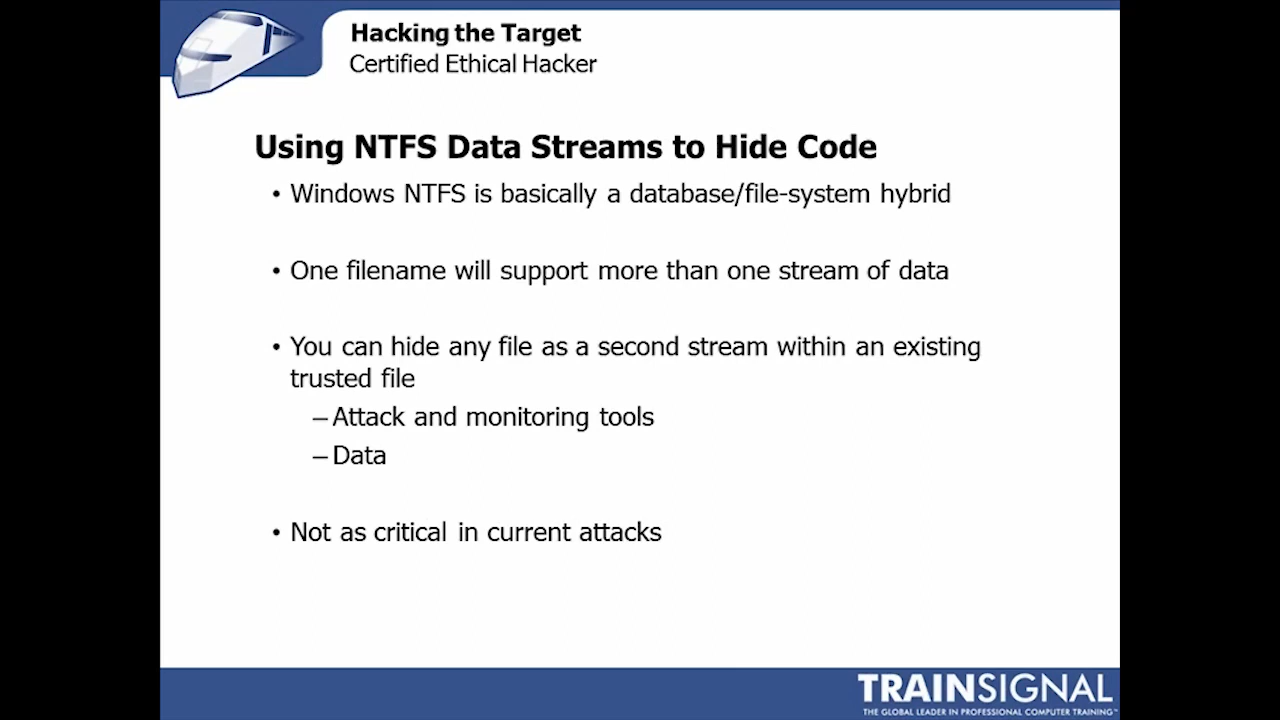 Hacking the Target
Certified Ethical Hacker
Using NTFS Data Streams to Hide Code
• Windows NTFS is basically a database/file-system hybrid
• One filename will support more than one stream of data
• You can hide any file as a second stream within an existing
trusted file
– Attack and monitoring tools
– Data
• Not as critical in current attacks
TRAINSIGNAL
THE GLOBAL LEADER IN PROFESSIONAL COMPUTER TRAINING™